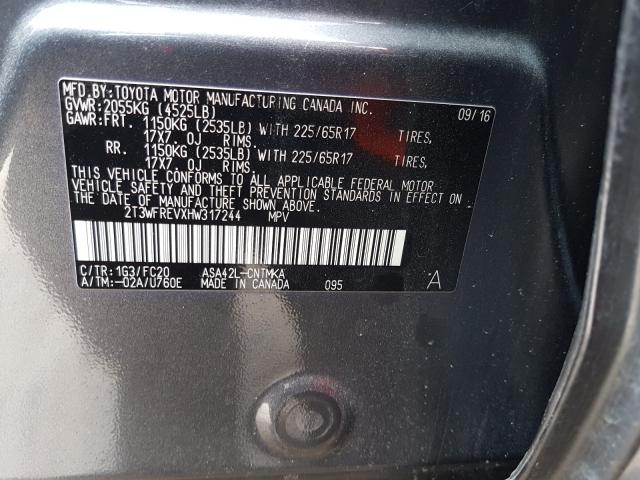 MFD.BY:TOYOTA MOTOR MANUFACTURING CANADA INC.
GVWR:2055KG (4525LB) 09/16
GAWR:FRT. 1150KG (2535LB) WITH 225/65R17 TIRES,
17X7 OJ RIMS.
RR. 1150KG (2535LB) WITH 225/65R17 TIRES,
17X7 OJ RIMS.
THIS VEHICLE CONFORMS TO ALL APPLICABLE FEDERAL MOTOR
VEHICLE SAFETY AND THEFT PREVENTION STANDARDS IN EFFECT ON
THE DATE OF MANUFACTURE SHOWN ABOVE.
2T3WFREVXHW317244 MPV
C/TR:1G3/FC20 ASA42L-CNTMKA
A/TM:-02A/U760E MADE IN CANADA 095 A